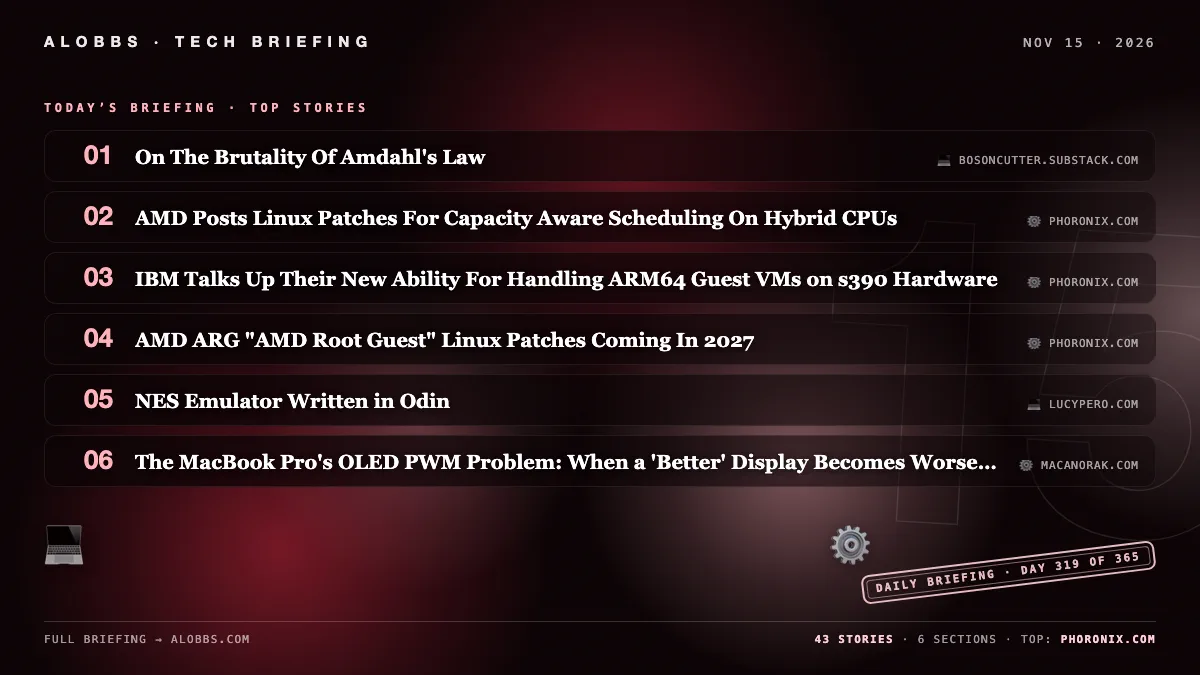 ALOBBS · TECH BRIEFING
NOV 15 · 2026
TODAY'S BRIEFING · TOP STORIES
01 On The Brutality Of Amdahl's Law BOSONCUTTER.SUBSTACK.COM
02 AMD Posts Linux Patches For Capacity Aware Scheduling On Hybrid CPUs PHORONIX.COM
03 IBM Talks Up Their New Ability For Handling ARM64 Guest VMs on s390 Hardware PHORONIX.COM
04 AMD ARG "AMD Root Guest" Linux Patches Coming In 2027 PHORONIX.COM
05 NES Emulator Written in Odin LUCYPERO.COM
06 The MacBook Pro's OLED PWM Problem: When a 'Better' Display Becomes Worse... MACANORAK.COM
15
DAILY BRIEFING · DAY 319 OF 365
FULL BRIEFING → ALOBBS.COM
43 STORIES · 6 SECTIONS · TOP: PHORONIX.COM